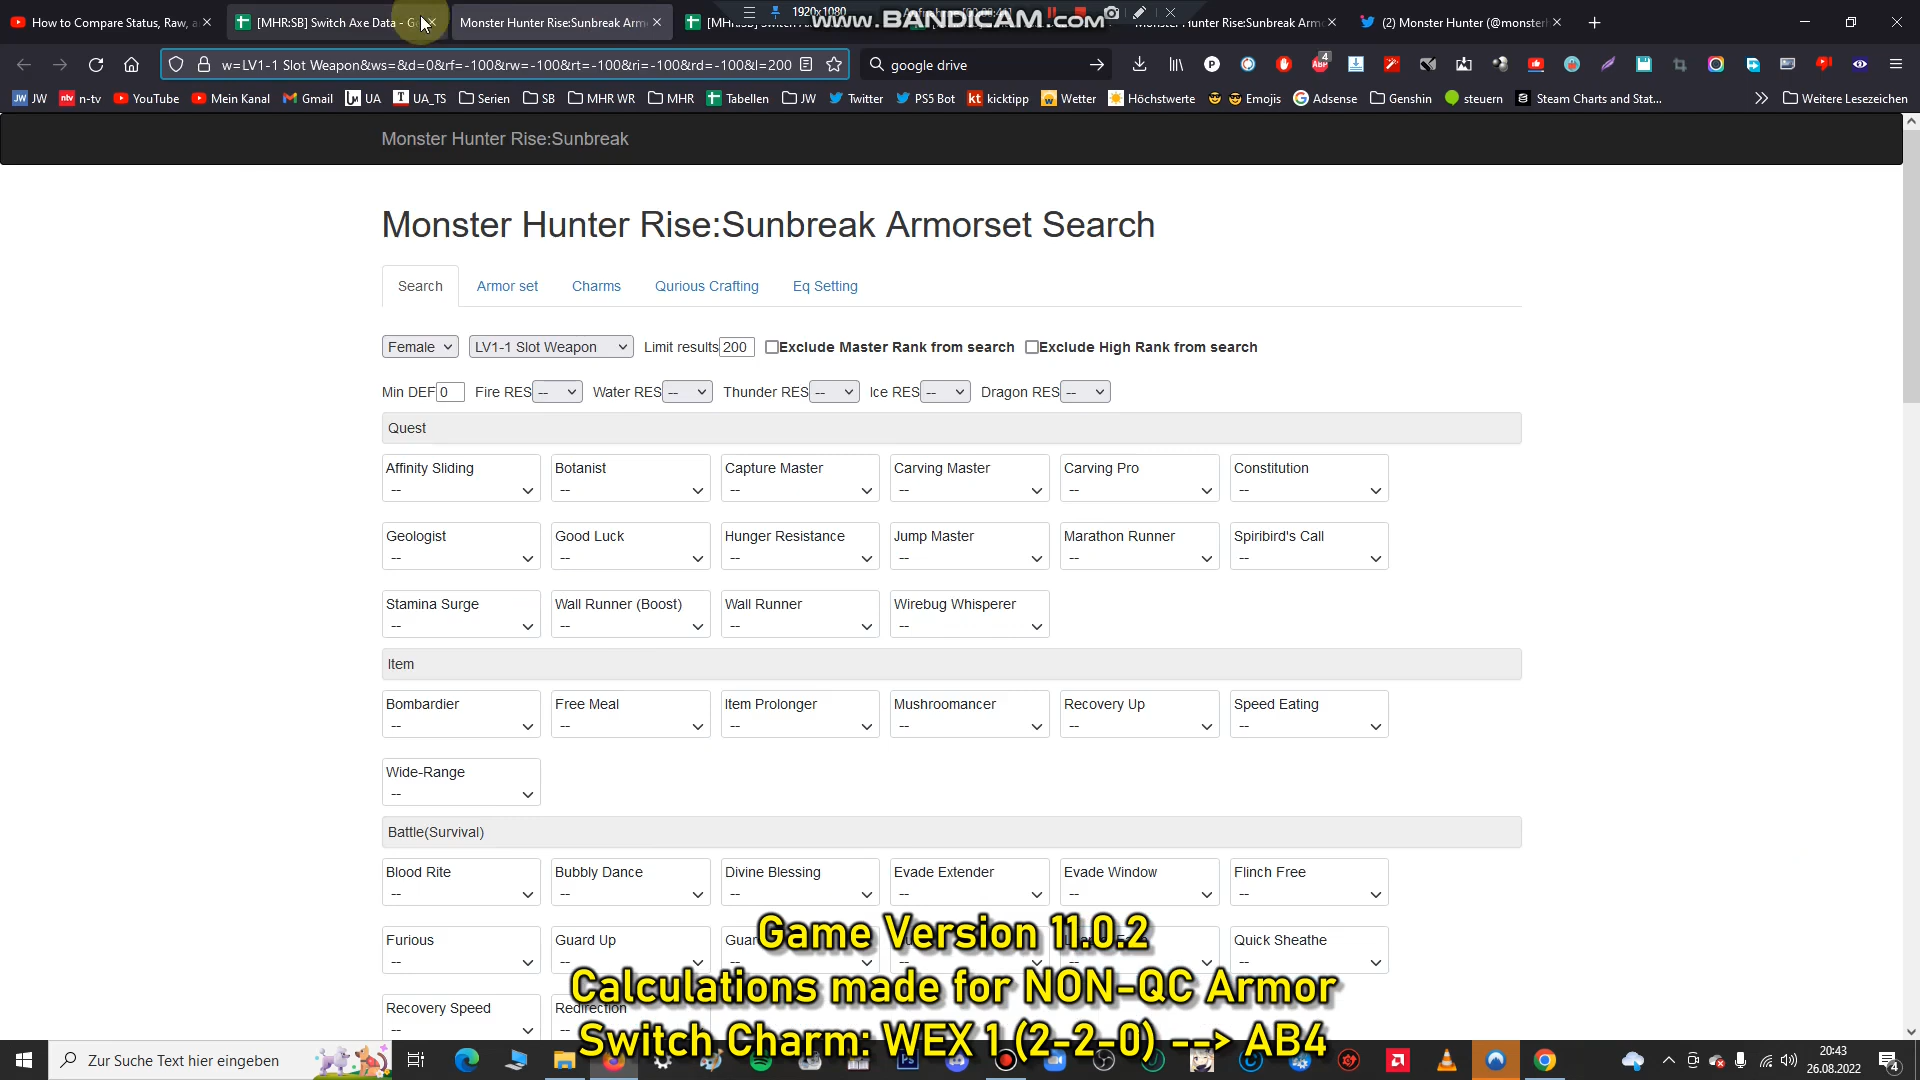 How to Compare Status, Raw, a
[MHR:SB] Switch Axe Data - G
Monster Hunter Rise:Sunbreak Arm
1920x1080
www.BANDICAM.com
(2) Monster Hunter (@monsterh
w=LV1-1 Slot Weapon&ws=&d=0&rf=-100&rw=-100&rt=-100&ri=-100&rd=-100&l=200
google drive
JW
n-tv
YouTube
Mein Kanal
Gmail
UA
UA_TS
Serien
SB
MHR WR
MHR
Tabellen
JW
Twitter
PS5 Bot
kicktipp
Wetter
Höchstwerte
Emojis
Adsense
Genshin
steuern
Steam Charts and Stat...
Weitere Lesezeichen
Monster Hunter Rise:Sunbreak
Monster Hunter Rise:Sunbreak Armorset Search
Search
Armor set
Charms
Qurious Crafting
Eq Setting
Female
LV1-1 Slot Weapon
Limit results 200
Exclude Master Rank from search
Exclude High Rank from search
Min DEF 0 Fire RES -- Water RES -- Thunder RES -- Ice RES -- Dragon RES --
Quest
Affinity Sliding Botanist Capture Master Carving Master Carving Pro Constitution
-- -- -- -- -- --
Geologist Good Luck Hunger Resistance Jump Master Marathon Runner Spiribird's Call
-- -- -- -- -- --
Stamina Surge Wall Runner (Boost) Wall Runner Wirebug Whisperer
-- -- -- --
Item
Bombardier Free Meal Item Prolonger Mushroomancer Recovery Up Speed Eating
-- -- -- -- -- --
Wide-Range
--
Battle(Survival)
Blood Rite Bubbly Dance Divine Blessing Evade Extender Evade Window Flinch Free
-- -- -- -- -- --
Furious Guard Up Quick Sheathe
-- -- --
Recovery Speed Redirection
--
Game Version 11.0.2
Calculations made for NON-QC Armor
Switch Charm: WEX 1 (2-2-0) --> AB4
Zur Suche Text hier eingeben
20:43
26.08.2022
4